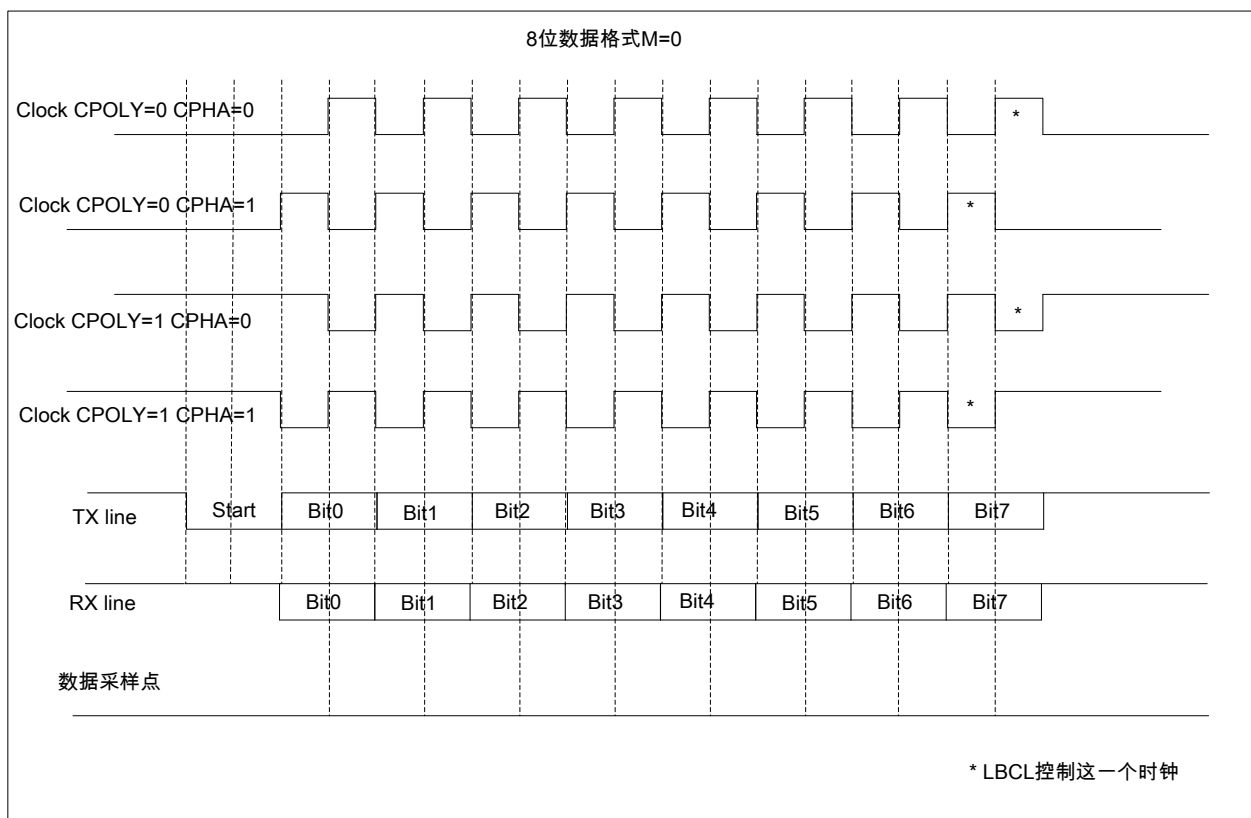 8位数据格式M=0
Clock CPOLY=0 CPHA=0
*
Clock CPOLY=0 CPHA=1
*
Clock CPOLY=1 CPHA=0
*
Clock CPOLY=1 CPHA=1
*
TX line Start Bit0 Bit1 Bit2 Bit3 Bit4 Bit5 Bit6 Bit7
RX line Bit0 Bit1 Bit2 Bit3 Bit4 Bit5 Bit6 Bit7
数据采样点
* LBCL控制这一个时钟